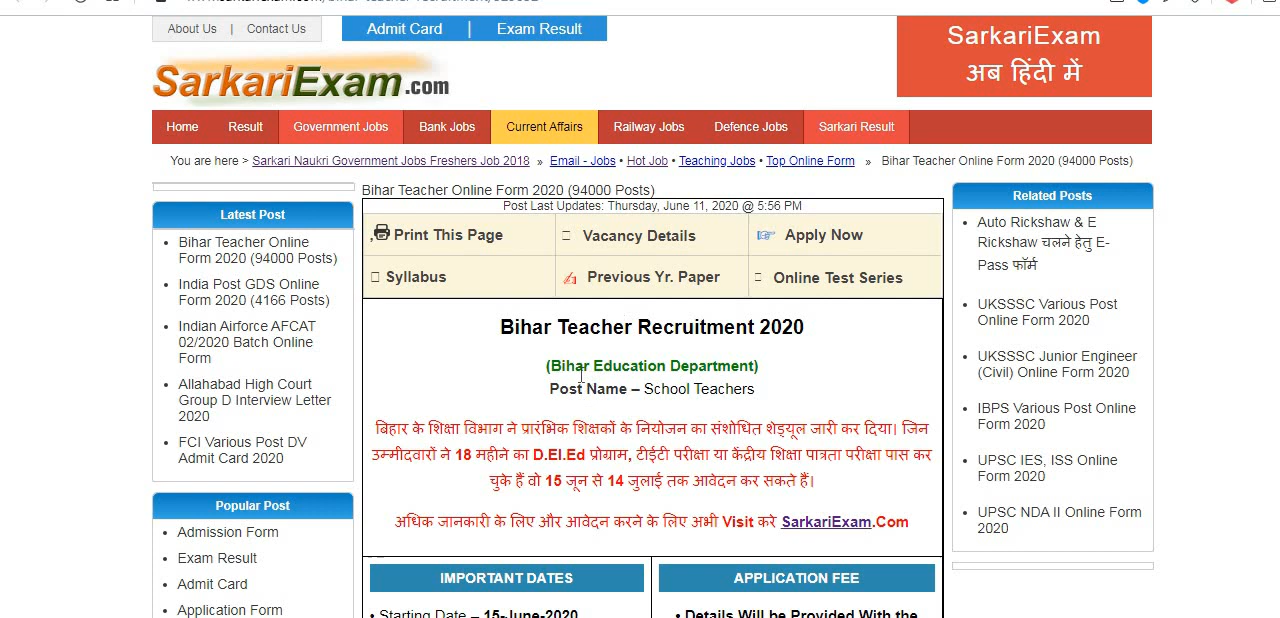 About Us | Contact Us
Admit Card | Exam Result
SarkariExam
अब हिंदी में
SarkariExam.com
Home Result Government Jobs Bank Jobs Current Affairs Railway Jobs Defence Jobs Sarkari Result
You are here > Sarkari Naukri Government Jobs Freshers Job 2018 » Email - Jobs • Hot Job • Teaching Jobs • Top Online Form » Bihar Teacher Online Form 2020 (94000 Posts)
Latest Post
• Bihar Teacher Online
Form 2020 (94000 Posts)
• India Post GDS Online
Form 2020 (4166 Posts)
• Indian Airforce AFCAT
02/2020 Batch Online
Form
• Allahabad High Court
Group D Interview Letter
2020
• FCI Various Post DV
Admit Card 2020
Popular Post
• Admission Form
• Exam Result
• Admit Card
• Application Form
Bihar Teacher Online Form 2020 (94000 Posts)
Post Last Updates: Thursday, June 11, 2020 @ 5:56 PM
Print This Page Vacancy Details Apply Now
Syllabus Previous Yr. Paper Online Test Series
Bihar Teacher Recruitment 2020
(Bihar Education Department)
Post Name – School Teachers
बिहार के शिक्षा विभाग ने प्रारंभिक शिक्षकों के नियोजन का संशोधित शेड्यूल जारी कर दिया। जिन
उम्मीदवारों ने 18 महीने का D.El.Ed प्रोग्राम, टीईटी परीक्षा या केंद्रीय शिक्षा पात्रता परीक्षा पास कर
चुके हैं वो 15 जून से 14 जुलाई तक आवेदन कर सकते हैं।
अधिक जानकारी के लिए और आवेदन करने के लिए अभी Visit करे SarkariExam.Com
IMPORTANT DATES
• Starting Date – 15-June-2020
APPLICATION FEE
• Details Will be Provided With the
Related Posts
• Auto Rickshaw & E
Rickshaw चलने हेतु E-
Pass फॉर्म
• UKSSSC Various Post
Online Form 2020
• UKSSSC Junior Engineer
(Civil) Online Form 2020
• IBPS Various Post Online
Form 2020
• UPSC IES, ISS Online
Form 2020
• UPSC NDA II Online Form
2020